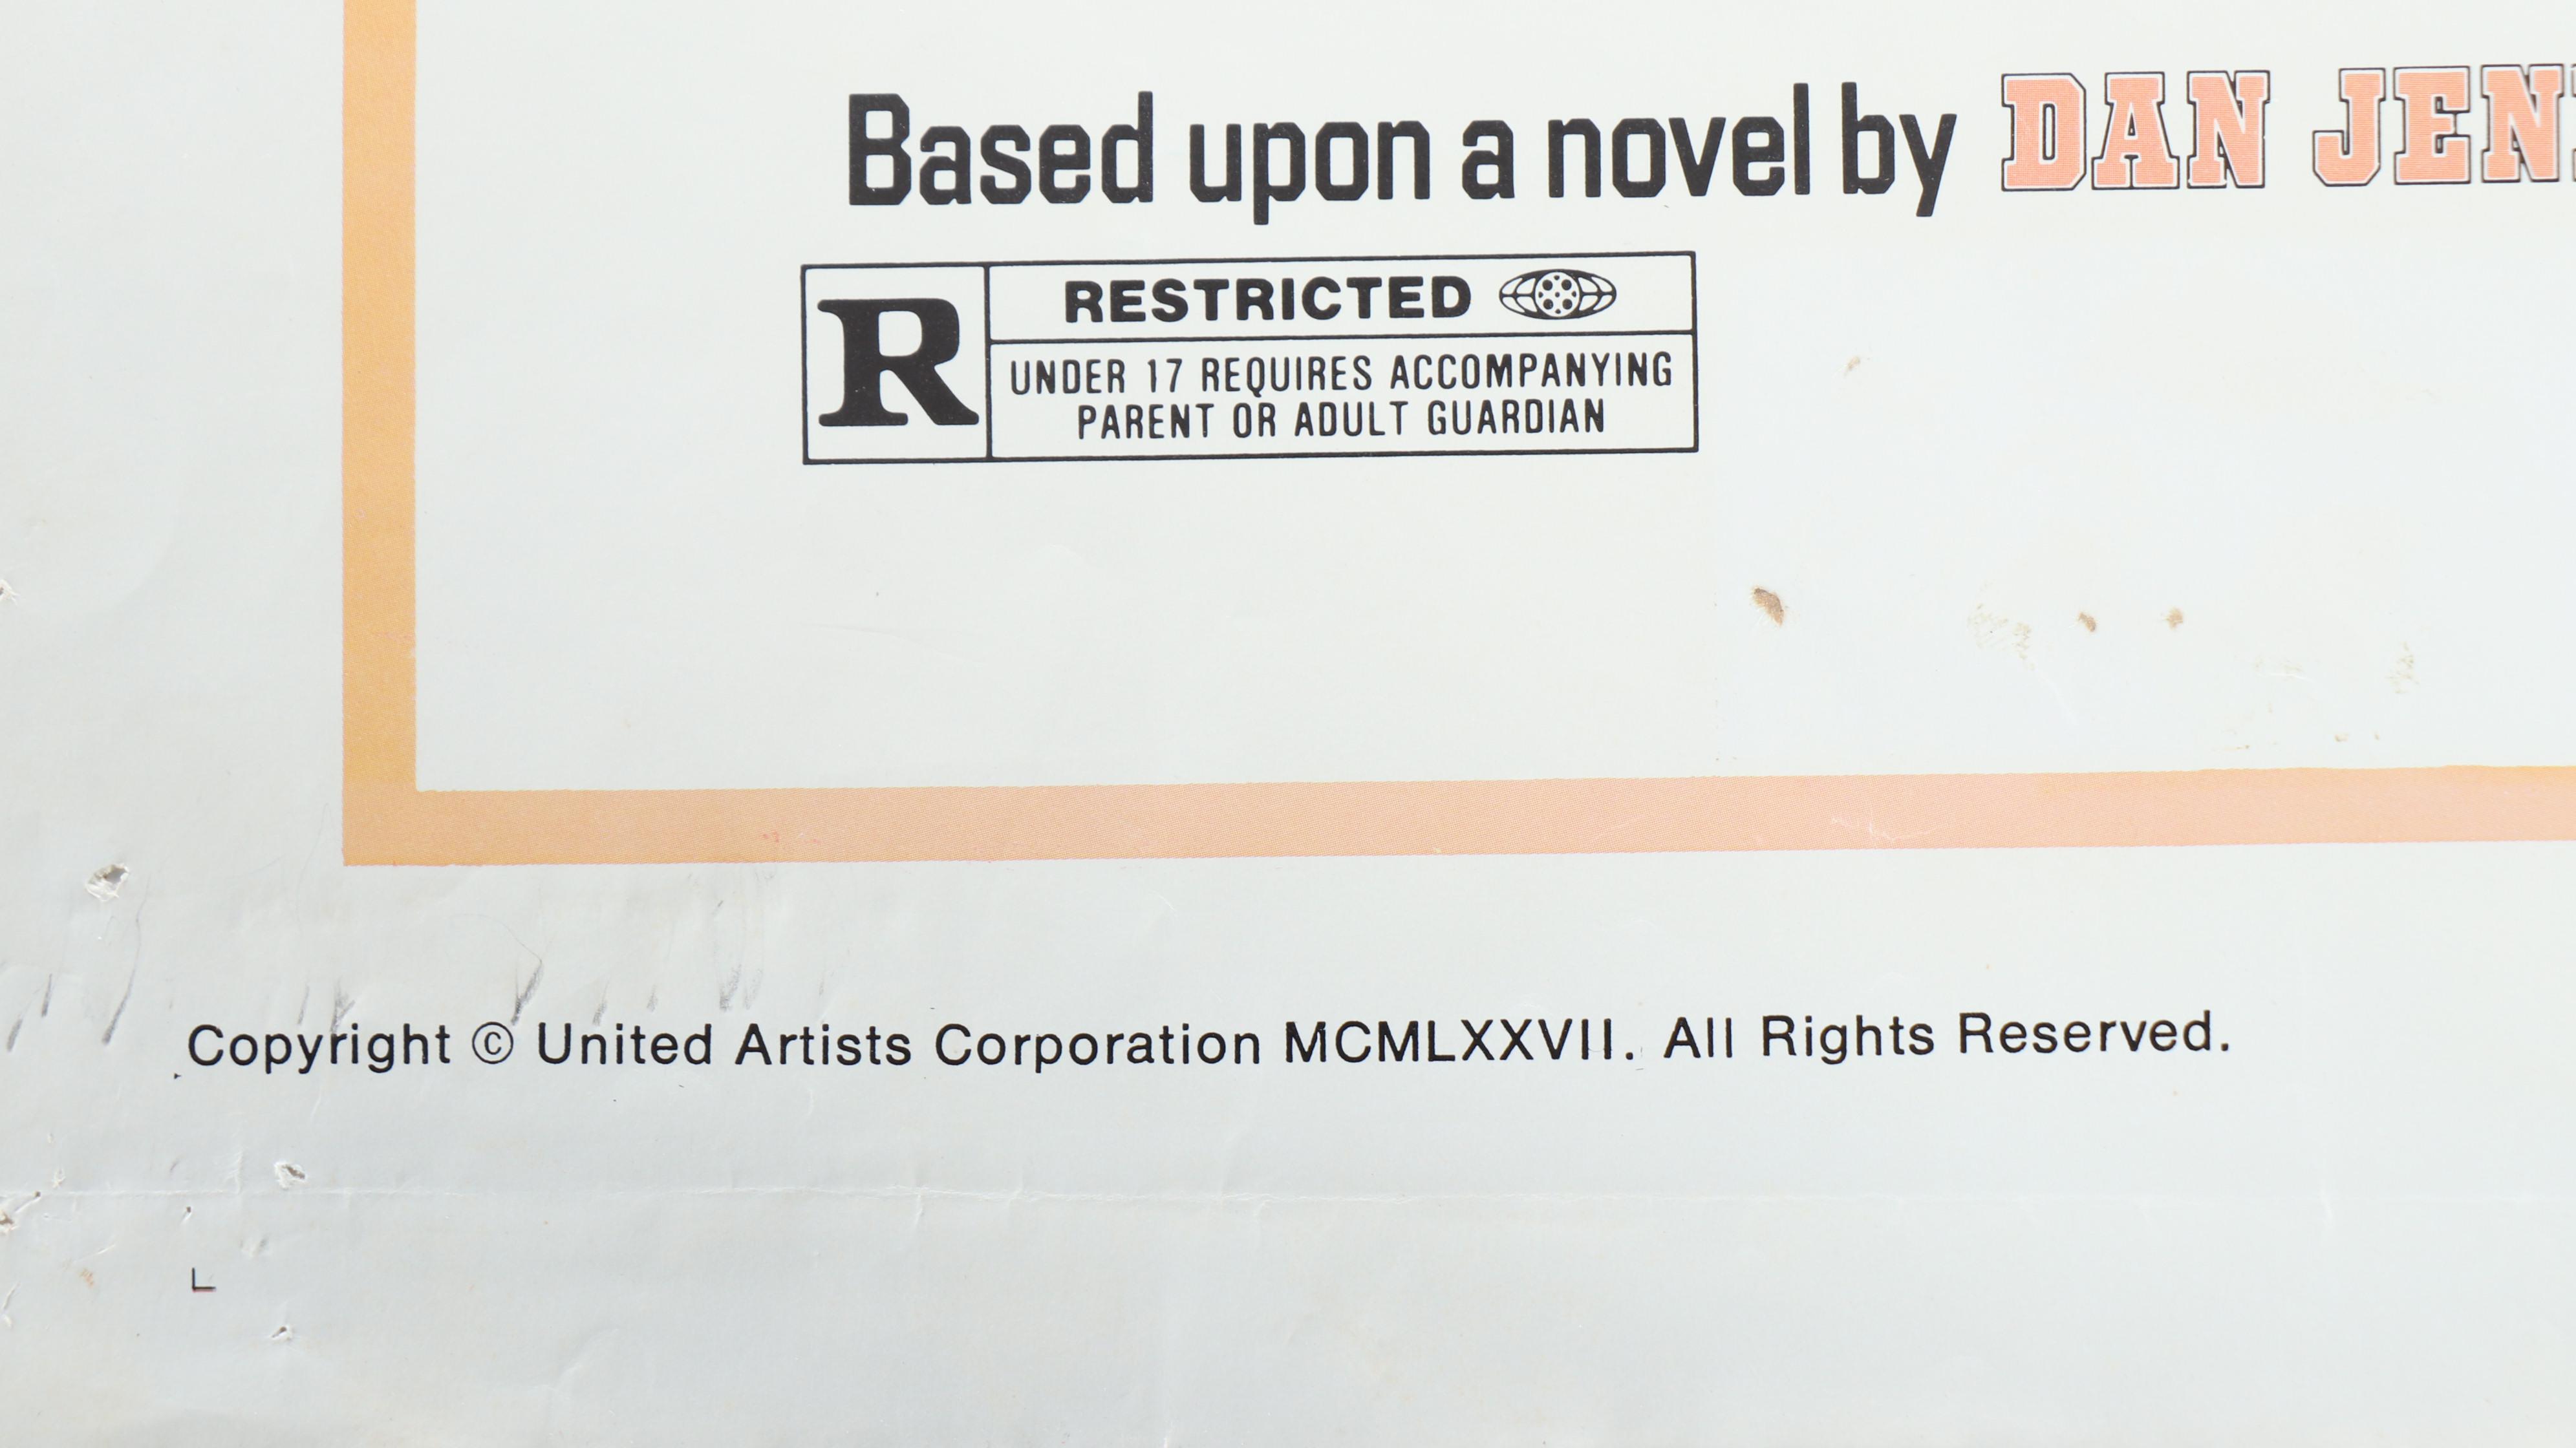 Based upon a novel by DAN JEN
R
RESTRICTED
UNDER 17 REQUIRES ACCOMPANYING
PARENT OR ADULT GUARDIAN
Copyright © United Artists Corporation MCMLXXVII. All Rights Reserved.